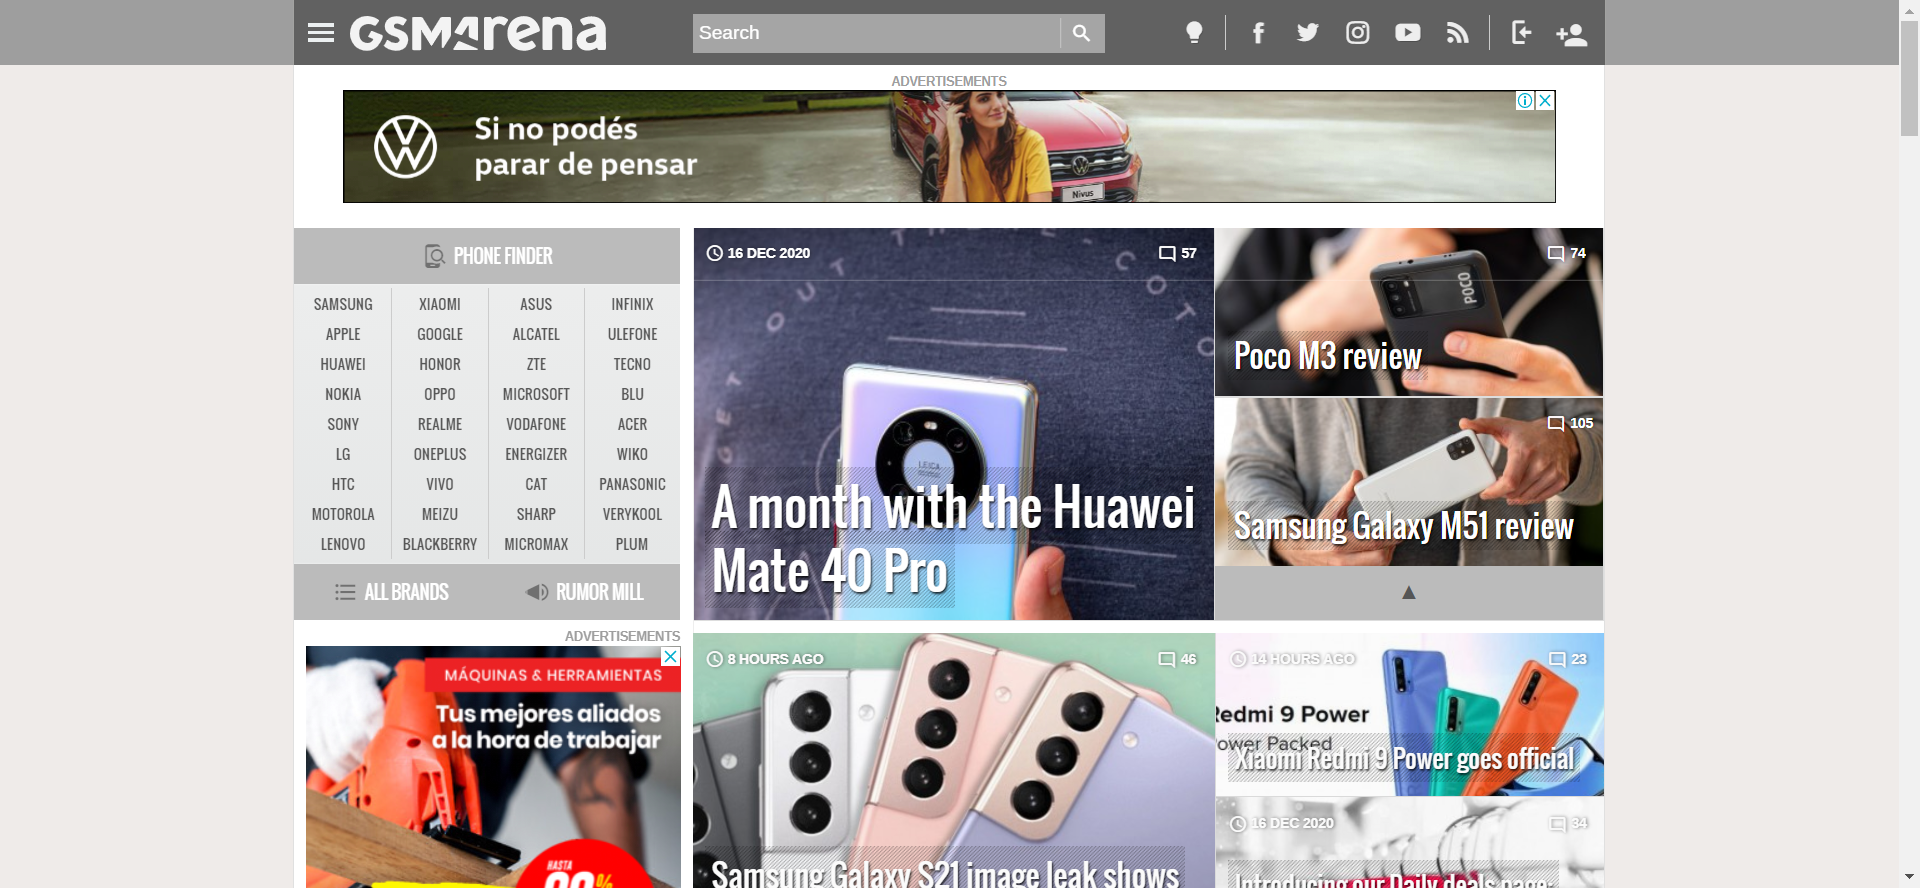 GSMArena
Search
ADVERTISEMENTS
Si no podés
parar de pensar
Nivus
PHONE FINDER
SAMSUNG XIAOMI ASUS INFINIX
APPLE GOOGLE ALCATEL ULEFONE
HUAWEI HONOR ZTE TECNO
NOKIA OPPO MICROSOFT BLU
SONY REALME VODAFONE ACER
LG ONEPLUS ENERGIZER WIKO
HTC VIVO CAT PANASONIC
MOTOROLA MEIZU SHARP VERYKOOL
LENOVO BLACKBERRY MICROMAX PLUM
ALL BRANDS RUMOR MILL
16 DEC 2020 57
LEICA
A month with the Huawei
Mate 40 Pro
74
POCO
Poco M3 review
105
Samsung Galaxy M51 review
ADVERTISEMENTS
MÁQUINAS & HERRAMIENTAS
Tus mejores aliados
a la hora de trabajar
HASTA
8 HOURS AGO 46
Samsung Galaxy S21 image leak shows
14 HOURS AGO 23
Redmi 9 Power
ower Packed
Xiaomi Redmi 9 Power goes official
16 DEC 2020 34
Introducing our Daily deals page: